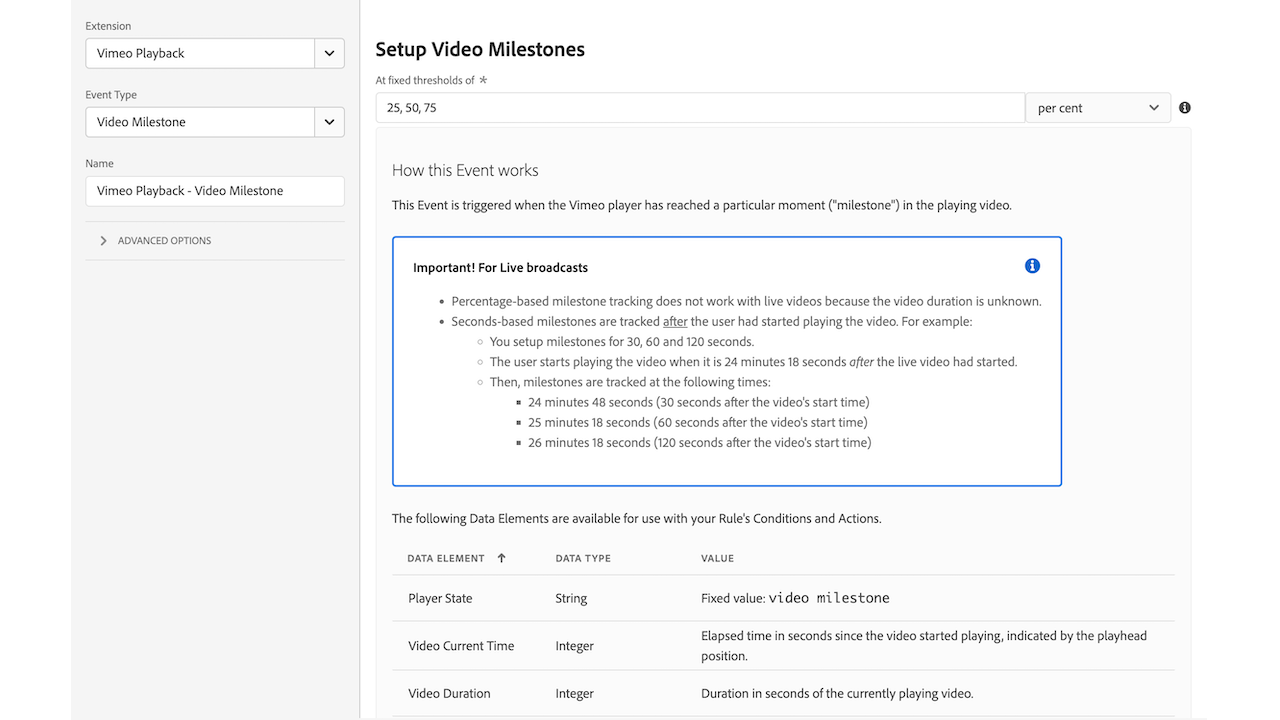 Extension
Vimeo Playback
Event Type
Video Milestone
Name
Vimeo Playback - Video Milestone
ADVANCED OPTIONS
Setup Video Milestones
At fixed thresholds of *
25, 50, 75
per cent
How this Event works
This Event is triggered when the Vimeo player has reached a particular moment ("milestone") in the playing video.
Important! For Live broadcasts
Percentage-based milestone tracking does not work with live videos because the video duration is unknown.
Seconds-based milestones are tracked after the user had started playing the video. For example:
You setup milestones for 30, 60 and 120 seconds.
The user starts playing the video when it is 24 minutes 18 seconds after the live video had started.
Then, milestones are tracked at the following times:
24 minutes 48 seconds (30 seconds after the video's start time)
25 minutes 18 seconds (60 seconds after the video's start time)
26 minutes 18 seconds (120 seconds after the video's start time)
The following Data Elements are available for use with your Rule's Conditions and Actions.
DATA ELEMENT DATA TYPE VALUE
Player State String Fixed value: video milestone
Video Current Time Integer Elapsed time in seconds since the video started playing, indicated by the playhead
position.
Video Duration Integer Duration in seconds of the currently playing video.